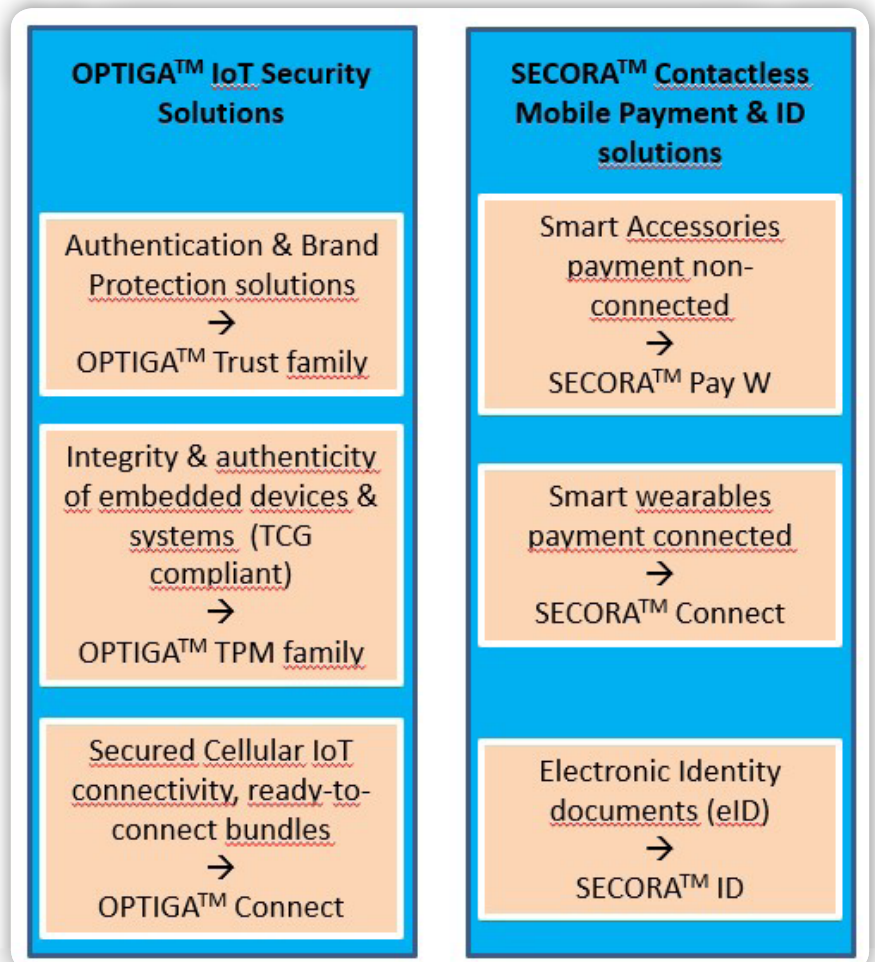 OPTIGA™ IoT Security
Solutions
Authentication & Brand
Protection solutions
→
OPTIGA™ Trust family
Integrity & authenticity
of embedded devices &
systems (TCG
compliant)
→
OPTIGA™ TPM family
Secured Cellular IoT
connectivity, ready-to-
connect bundles
→
OPTIGA™ Connect
SECORA™ Contactless
Mobile Payment & ID
solutions
Smart Accessories
payment non-
connected
→
SECORA™ Pay W
Smart wearables
payment connected
→
SECORA™ Connect
Electronic Identity
documents (eID)
→
SECORA™ ID